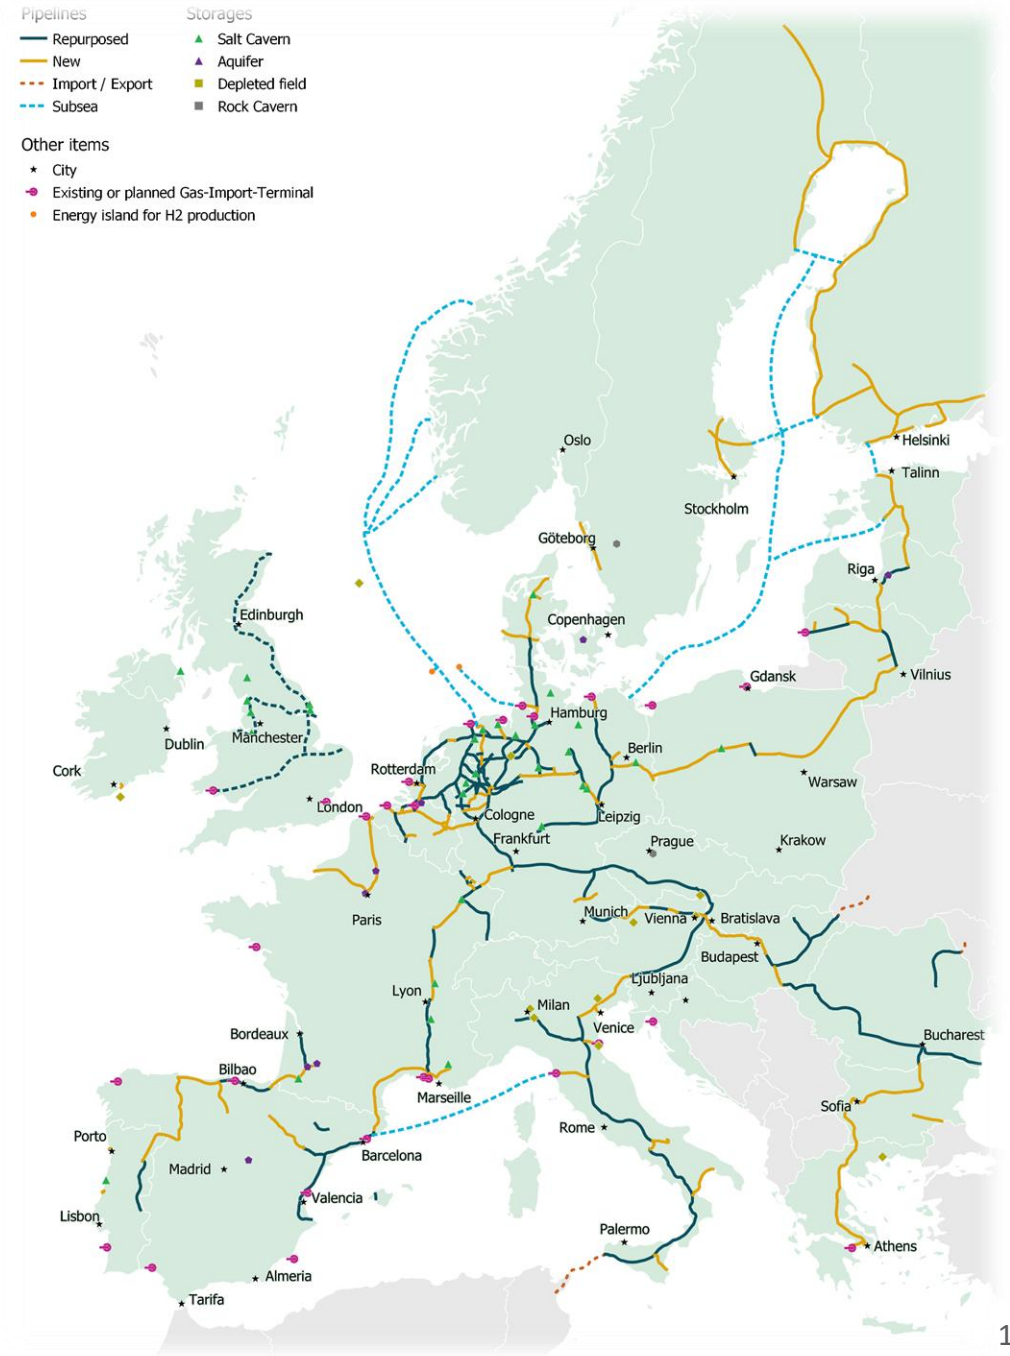 Pipelines
Storages
Repurposed
Salt Cavern
New
Aquifer
Import / Export
Depleted field
Subsea
Rock Cavern
Other items
City
Existing or planned Gas-Import-Terminal
Energy island for H2 production
Oslo
Helsinki
Talinn
Stockholm
Göteborg
Riga
Edinburgh
Copenhagen
Vilnius
Gdansk
Hamburg
Dublin
Manchester
Berlin
Cork
Rotterdam
Warsaw
London
Cologne
Leipzig
Frankfurt
Prague
Krakow
Paris
Munich
Vienna
Bratislava
Budapest
Ljubljana
Lyon
Milan
Venice
Bordeaux
Bucharest
Bilbao
Marseille
Sofia
Porto
Rome
Barcelona
Madrid
Valencia
Lisbon
Palermo
Athens
Almeria
Tarifa
1